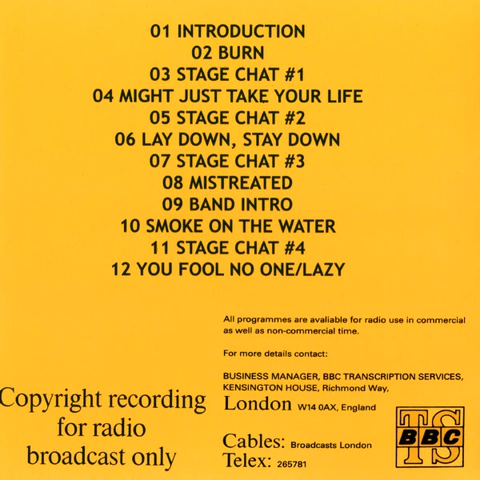 01 INTRODUCTION
02 BURN
03 STAGE CHAT #1
04 MIGHT JUST TAKE YOUR LIFE
05 STAGE CHAT #2
06 LAY DOWN, STAY DOWN
07 STAGE CHAT #3
08 MISTREATED
09 BAND INTRO
10 SMOKE ON THE WATER
11 STAGE CHAT #4
12 YOU FOOL NO ONE/LAZY
All programmes are avaliable for radio use in commercial
as well as non-commercial time.
For more details contact:
BUSINESS MANAGER, BBC TRANSCRIPTION SERVICES,
KENSINGTON HOUSE, Richmond Way,
London W14 0AX, England
Cables: Broadcasts London
Telex: 265781
Copyright recording
for radio
broadcast only
TS
BBC